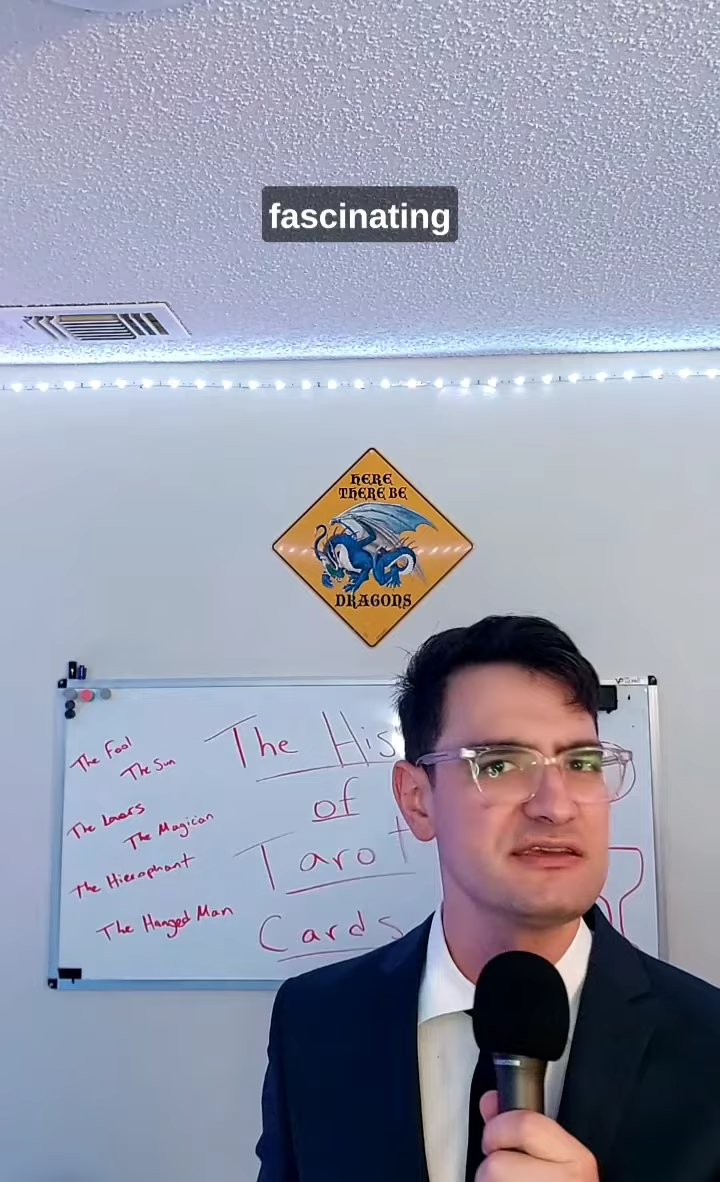 fascinating
HERE
THERE BE
DRAGONS
The Fool
The Sun
The Lovers
The Magician
The Hierophant
The Hanged Man
The His
of
Tarot
Cards